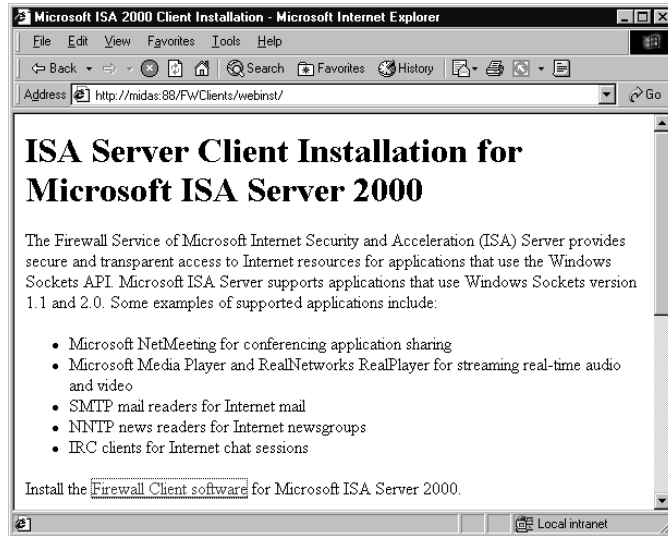 Microsoft ISA 2000 Client Installation - Microsoft Internet Explorer
File Edit View Favorites Tools Help
Back Search Favorites History
Address http://midas:88/FWClients/webinst/ Go
ISA Server Client Installation for
Microsoft ISA Server 2000
The Firewall Service of Microsoft Internet Security and Acceleration (ISA) Server provides
secure and transparent access to Internet resources for applications that use the Windows
Sockets API. Microsoft ISA Server supports applications that use Windows Sockets version
1.1 and 2.0. Some examples of supported applications include:
• Microsoft NetMeeting for conferencing application sharing
• Microsoft Media Player and RealNetworks RealPlayer for streaming real-time audio
and video
• SMTP mail readers for Internet mail
• NNTP news readers for Internet newsgroups
• IRC clients for Internet chat sessions
Install the Firewall Client software for Microsoft ISA Server 2000.
Local intranet